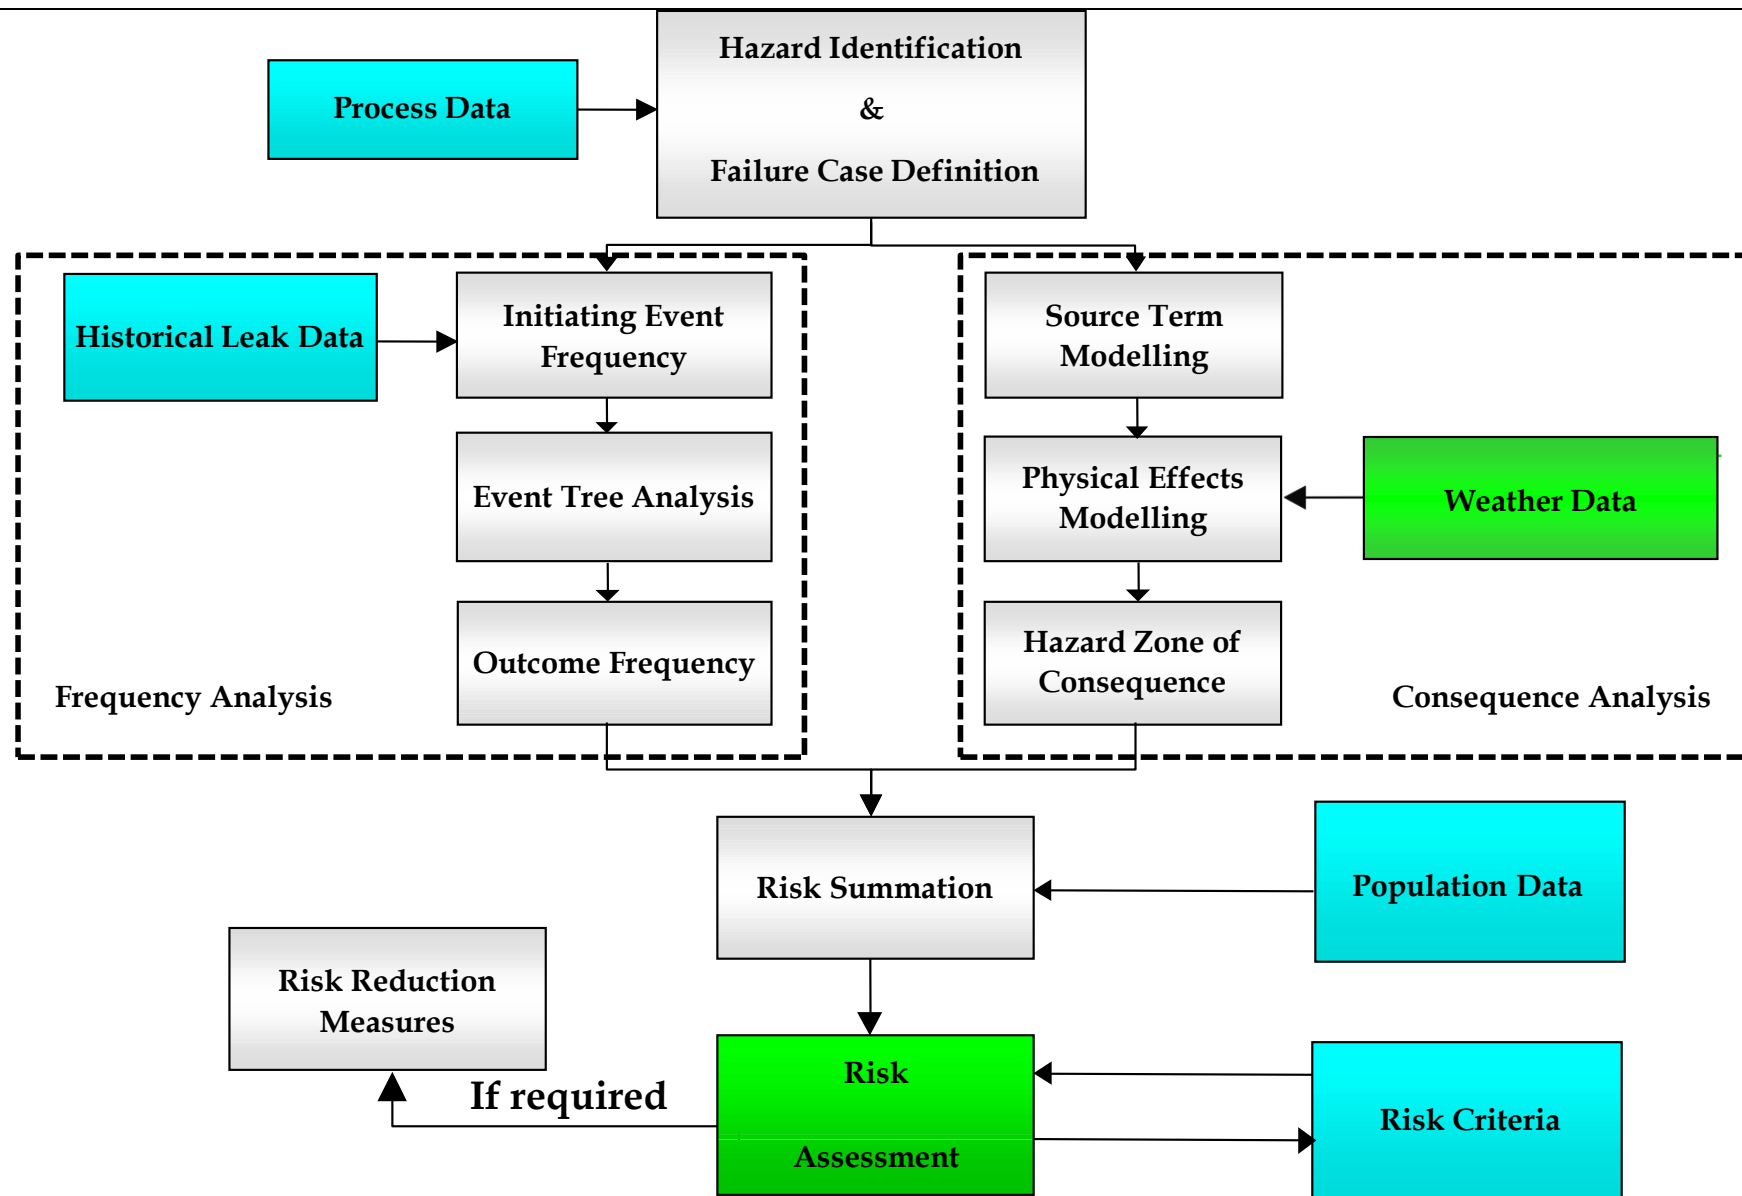 Hazard Identification
&
Failure Case Definition
Process Data
Historical Leak Data
Initiating Event
Frequency
Source Term
Modelling
Event Tree Analysis
Physical Effects
Modelling
Weather Data
Outcome Frequency
Hazard Zone of
Consequence
Frequency Analysis
Consequence Analysis
Risk Summation
Population Data
Risk Reduction
Measures
If required
Risk
Assessment
Risk Criteria